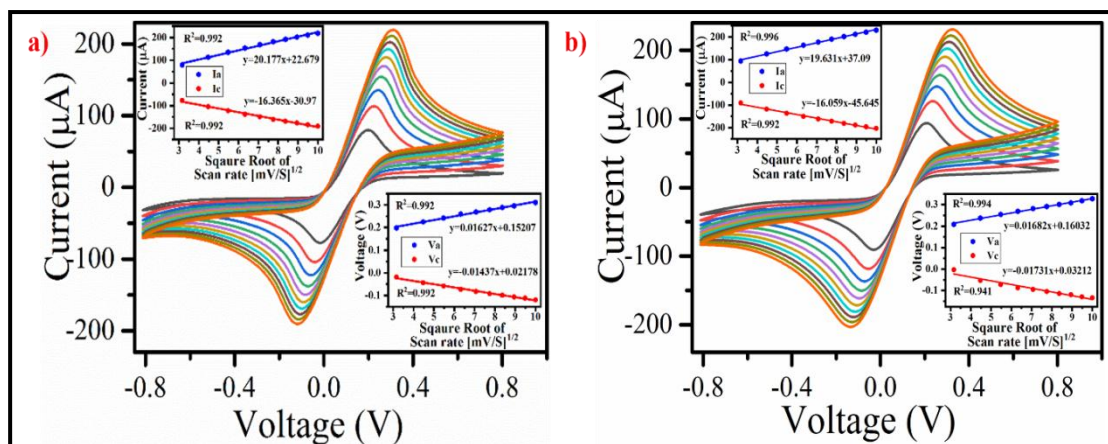 a)
Current (µA)
200
100
0
-100
-200
-0.8 -0.4 0.0 0.4 0.8
Voltage (V)
Current (µA)
200
100
0
-100
-200
R²=0.992
y=20.177x+22.679
Ia
Ic
y=-16.365x-30.97
R²=0.992
3 4 5 6 7 8 9 10
Sqaure Root of
Scan rate [mV/S]^1/2
Voltage (V)
0.3
0.2
0.0
-0.1
R²=0.992
y=0.01627x+0.15207
Va
Vc
y=-0.01437x+0.02178
R²=0.992
3 4 5 6 7 8 9 10
Sqaure Root of
Scan rate [mV/S]^1/2
b)
Current (µA)
200
100
0
-100
-200
-0.8 -0.4 0.0 0.4 0.8
Voltage (V)
Current (µA)
200
100
0
-100
-200
R²=0.996
y=19.631x+37.09
Ia
Ic
y=-16.059x-45.645
R²=0.992
3 4 5 6 7 8 9 10
Sqaure Root of
Scan rate [mV/S]^1/2
Voltage (V)
0.3
0.2
0.0
-0.1
R²=0.994
y=0.01682x+0.16032
Va
Vc
y=-0.01731x+0.03212
R²=0.941
3 4 5 6 7 8 9 10
Sqaure Root of
Scan rate [mV/S]^1/2